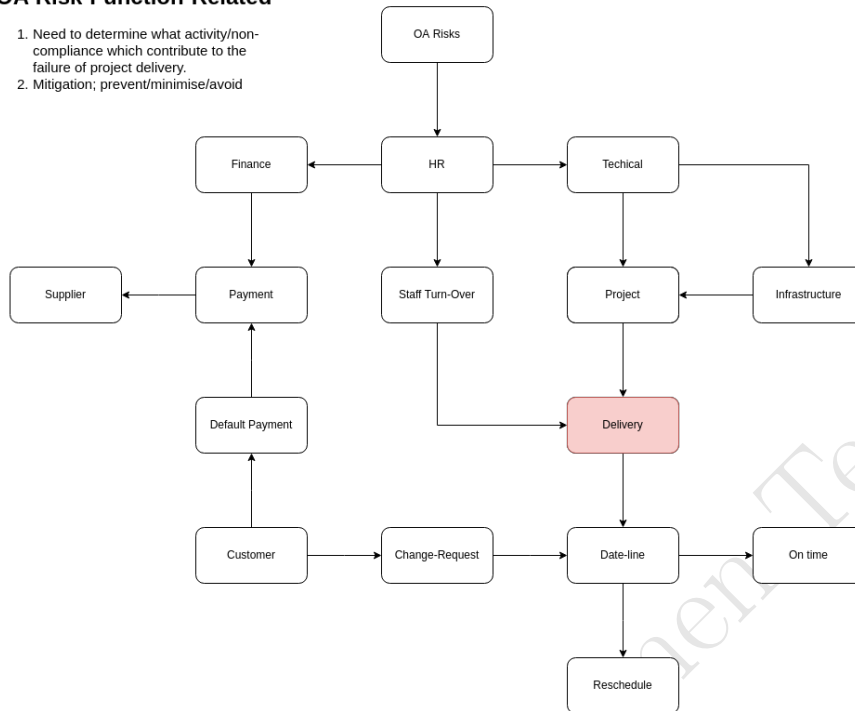 OA Risk Function Related
1. Need to determine what activity/non-
compliance which contribute to the
failure of project delivery.
2. Mitigation; prevent/minimise/avoid
OA Risks
Finance
HR
Techical
Supplier
Payment
Staff Turn-Over
Project
Infrastructure
Default Payment
Delivery
Customer
Change-Request
Date-line
On time
Reschedule